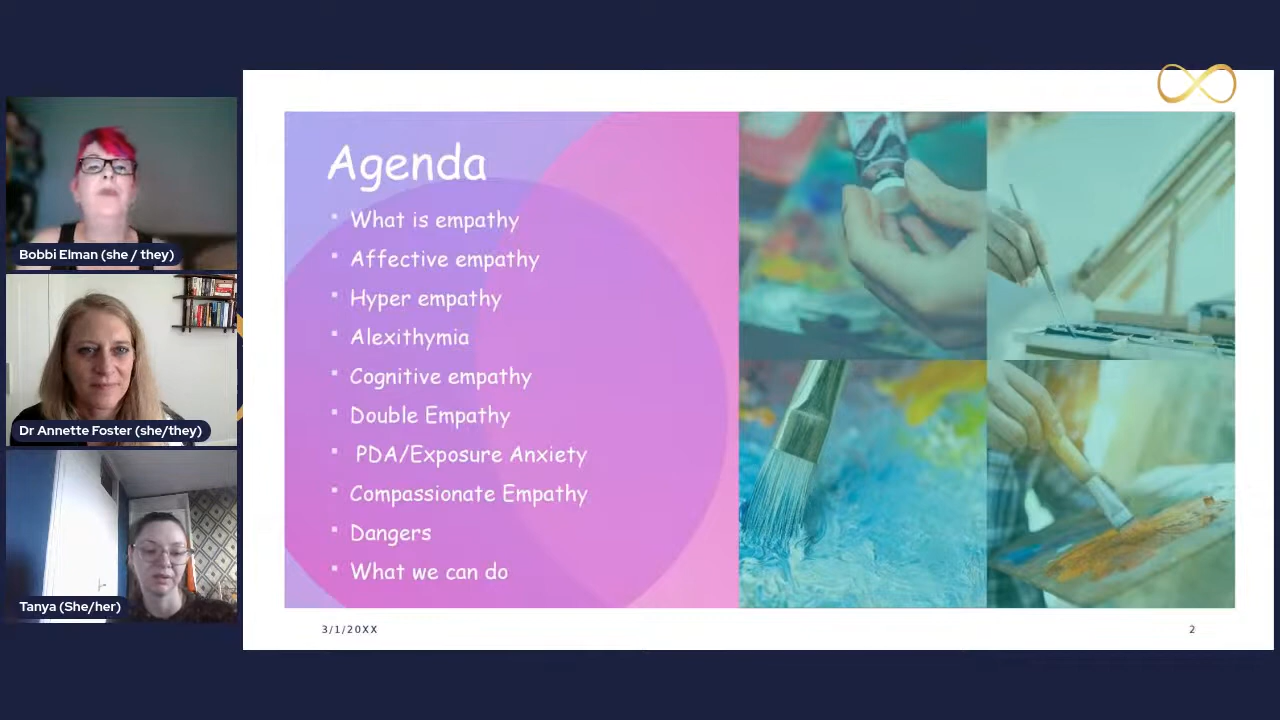 Agenda
What is empathy
Affective empathy
Hyper empathy
Alexithymia
Cognitive empathy
Double Empathy
PDA/Exposure Anxiety
Compassionate Empathy
Dangers
What we can do
3/1/20XX
2
Bobbi Elman (she / they)
Dr Annette Foster (she/they)
Tanya (She/her)